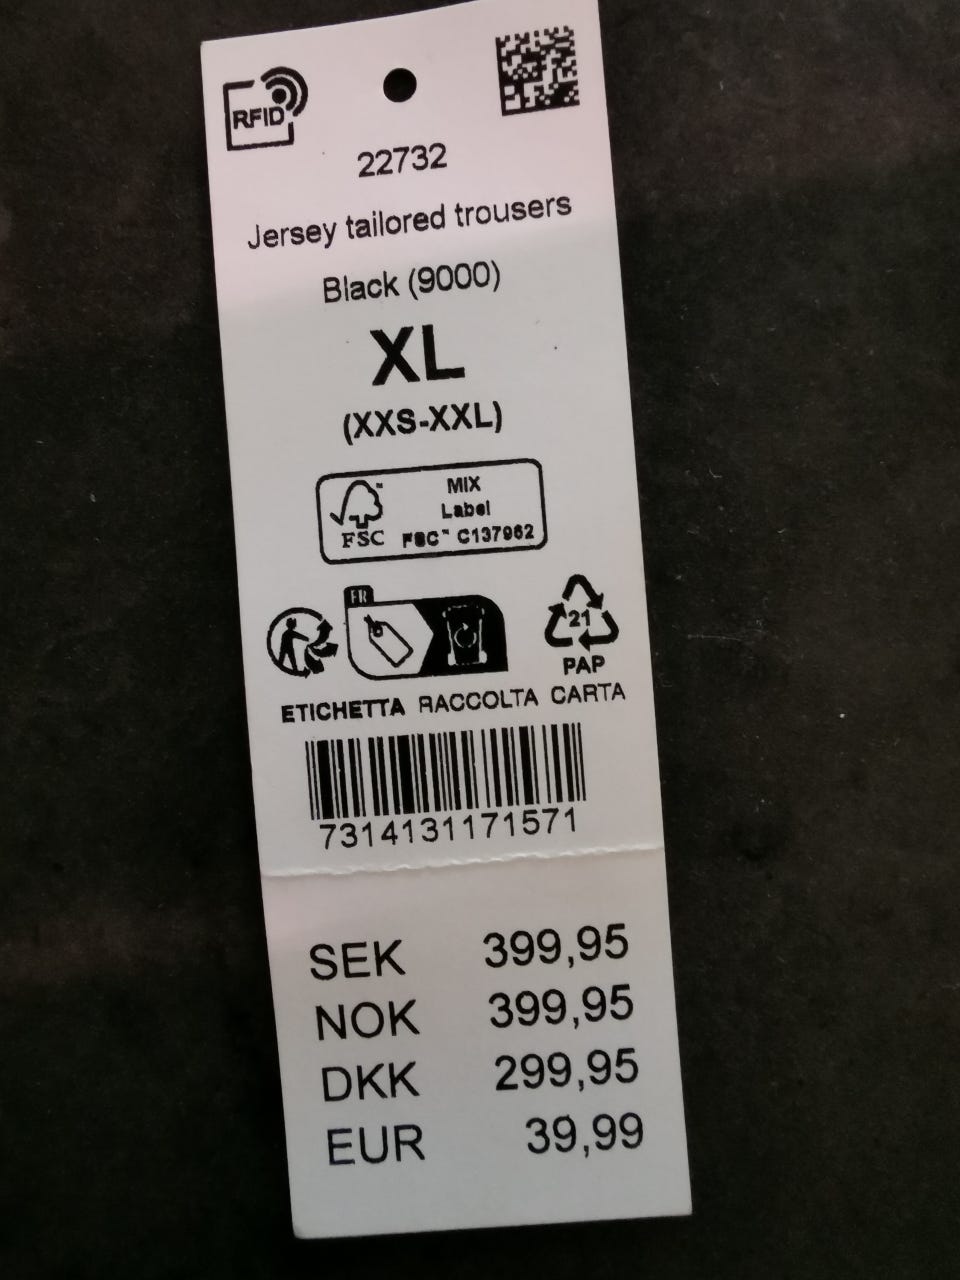 RFID
22732
Jersey tailored trousers
Black (9000)
XL
(XXS-XXL)
MIX
Label
FSC™ C137962
FSC
FR
21
PAP
ETICHETTA RACCOLTA CARTA
7314131171571
SEK 399,95
NOK 399,95
DKK 299,95
EUR 39,99